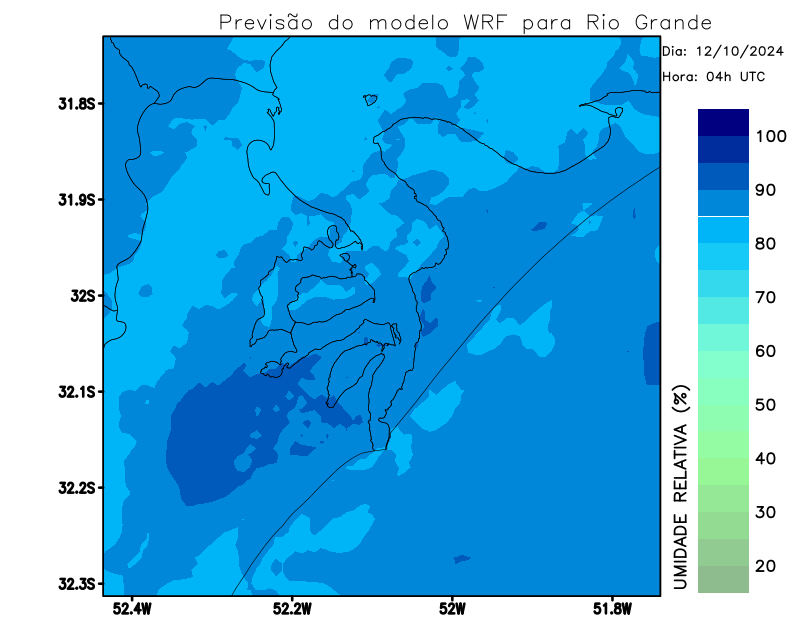 Previsão do modelo WRF para Rio Grande
Dia: 12/10/2024
Hora: 04h UTC
31.8S
31.9S
32S
32.1S
32.2S
32.3S
52.4W
52.2W
52W
51.8W
100
90
80
70
60
50
40
30
20
UMIDADE RELATIVA (%)